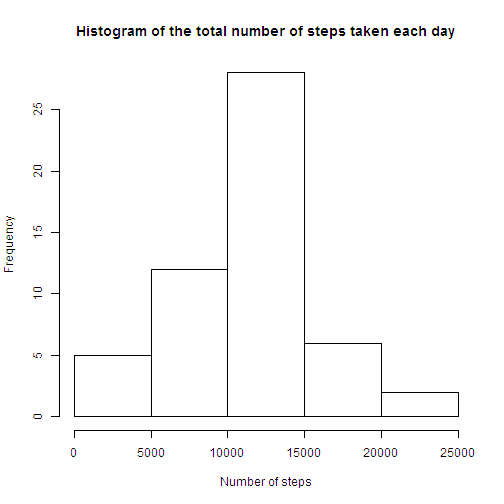 Histogram of the total number of steps taken each day
25
20
15
10
5
0
Frequency
0 5000 10000 15000 20000 25000
Number of steps